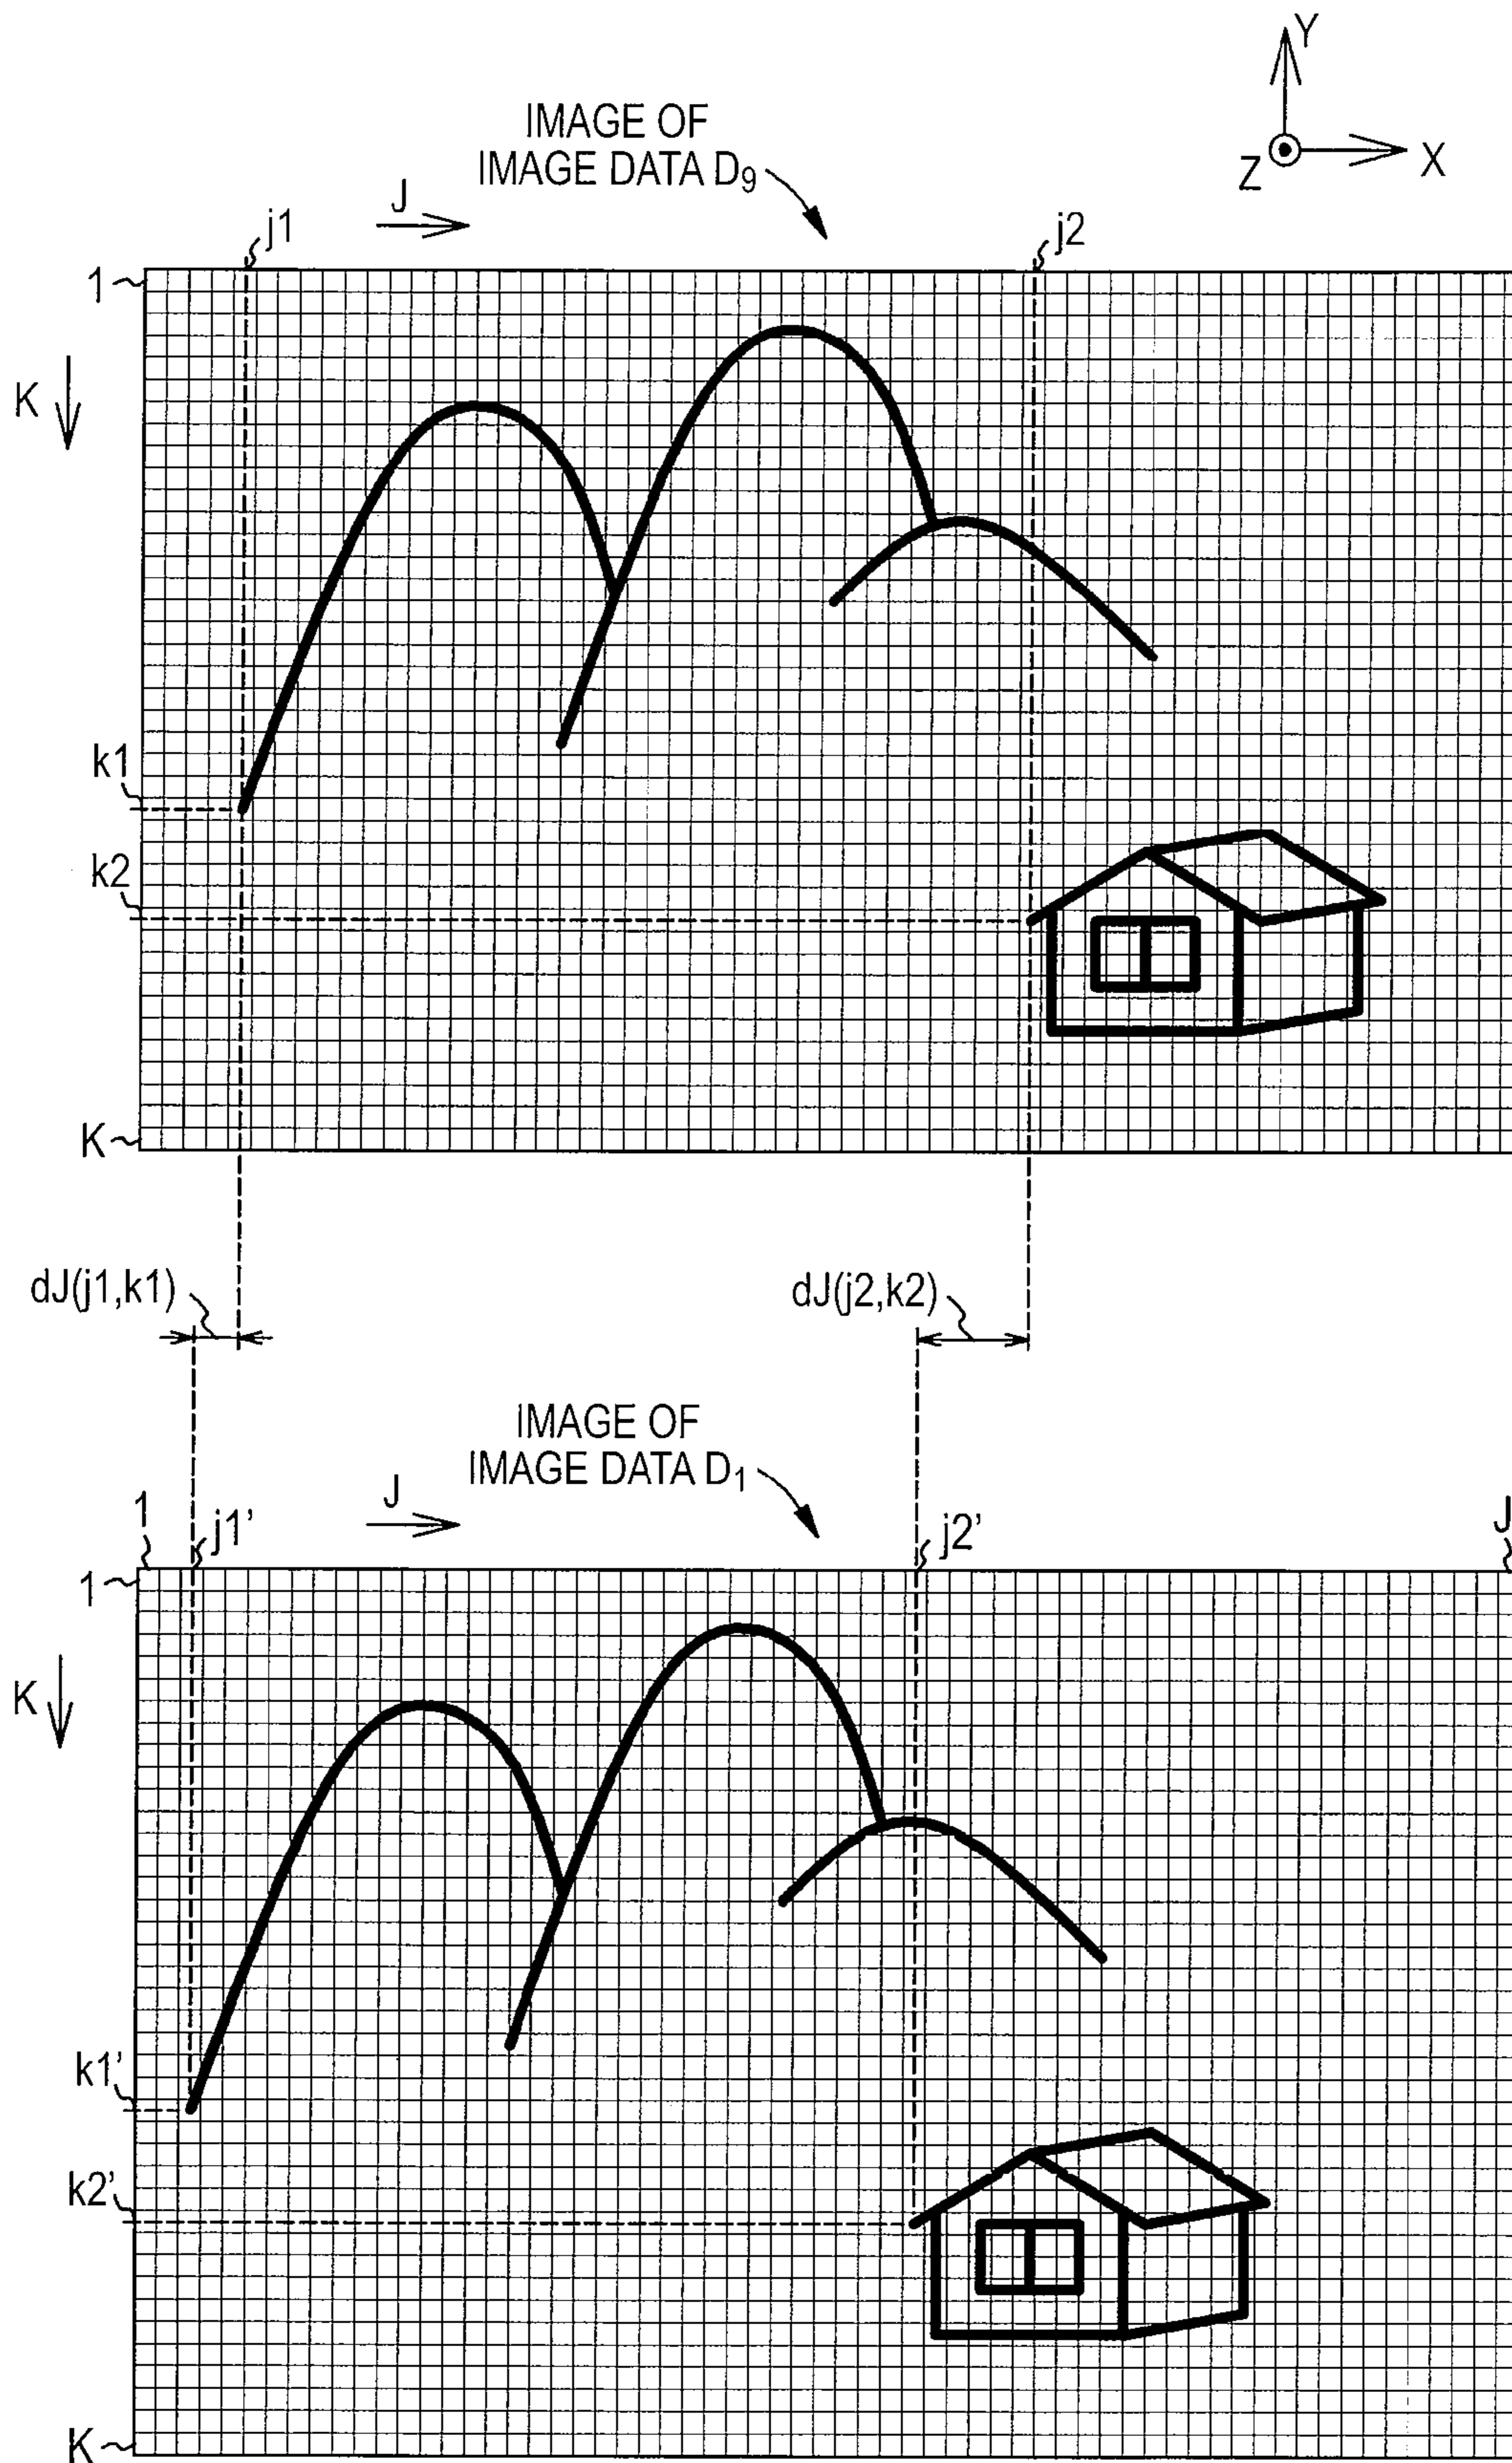 Y
Z
X
IMAGE OF
IMAGE DATA D₉
J
j1
j2
1
K
k1
k2
K
dJ(j1,k1)
dJ(j2,k2)
IMAGE OF
IMAGE DATA D₁
J
1
j1’
j2’
J
1
K
k1’
k2’
K